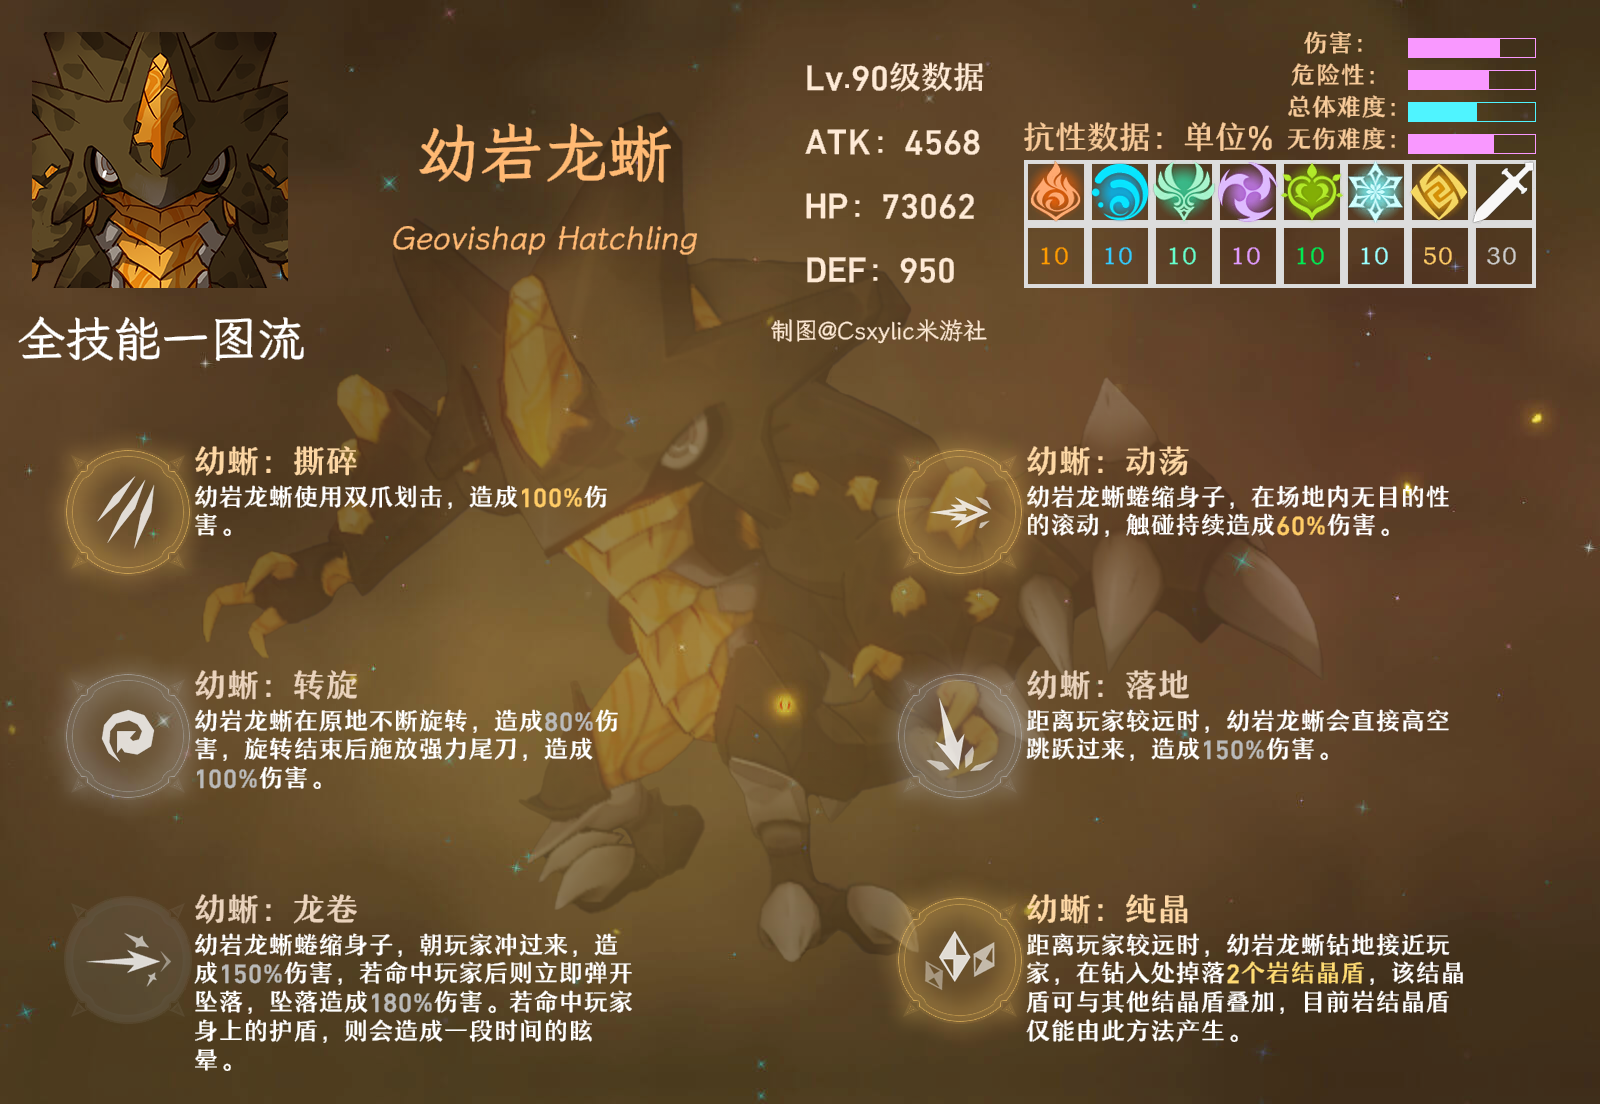 幼岩龙蜥
Geovishap Hatchling
全技能一图流
Lv.90级数据
ATK：4568
HP：73062
DEF：950
制图@Csxylic米游社
伤害：
危险性：
总体难度：
无伤难度：
抗性数据：单位%
10 10 10 10 10 10 50 30
幼蜥：撕碎
幼岩龙蜥使用双爪划击，造成100%伤
害。
幼蜥：动荡
幼岩龙蜥蜷缩身子，在场地内无目的性
的滚动，触碰持续造成60%伤害。
幼蜥：转旋
幼岩龙蜥在原地不断旋转，造成80%伤
害，旋转结束后施放强力尾刀，造成
100%伤害。
幼蜥：落地
距离玩家较远时，幼岩龙蜥会直接高空
跳跃过来，造成150%伤害。
幼蜥：龙卷
幼岩龙蜥蜷缩身子，朝玩家冲过来，造
成150%伤害，若命中玩家后则立即弹开
坠落，坠落造成180%伤害。若命中玩家
身上的护盾，则会造成一段时间的眩
晕。
幼蜥：纯晶
距离玩家较远时，幼岩龙蜥钻地接近玩
家，在钻入处掉落2个岩结晶盾，该结晶
盾可与其他结晶盾叠加，目前岩结晶盾
仅能由此方法产生。